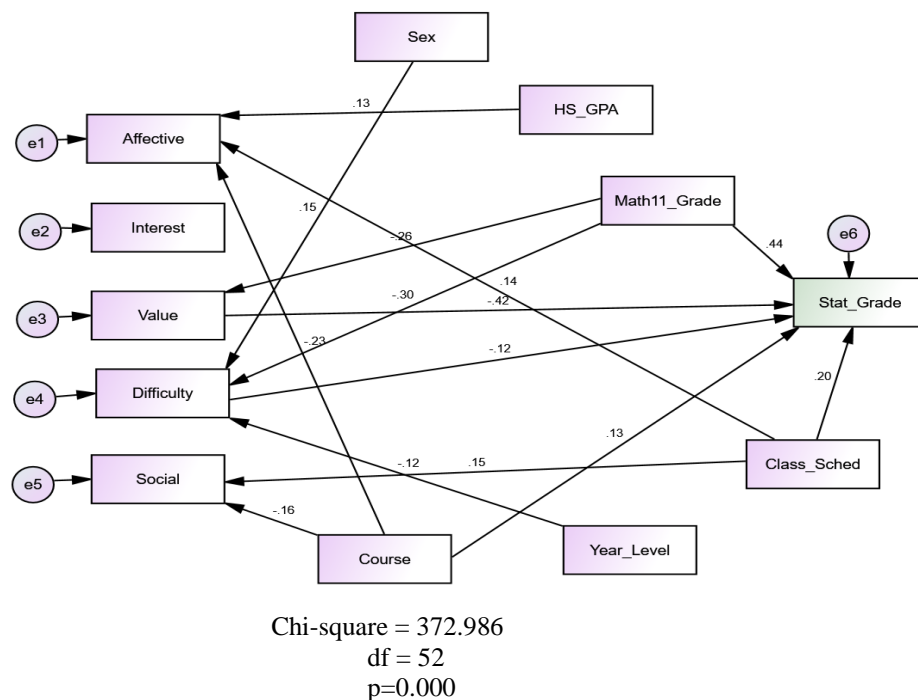 Sex
HS_GPA
.13
e1
Affective
Math11_Grade
.15
e2
Interest
-.26
e6
.44
.14
Value
e3
-.30
-.42
Stat_Grade
-.23
-.12
Difficulty
e4
.20
.13
Social
e5
-.12
.15
Class_Sched
-.16
Course
Year_Level
Chi-square = 372.986
df = 52
p=0.000